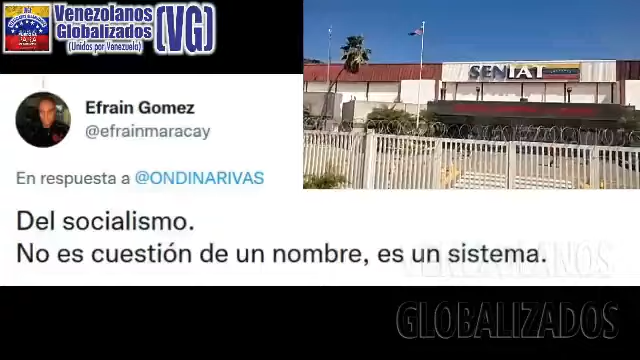 Venezolanos
Globalizados
(Unidos por Venezuela)
(VG)
SENIAT
Efrain Gomez
@efrainmaracay
En respuesta a @ONDINARIVAS
Del socialismo.
No es cuestión de un nombre, es un sistema.
VENEZOLANOS
GLOBALIZADOS